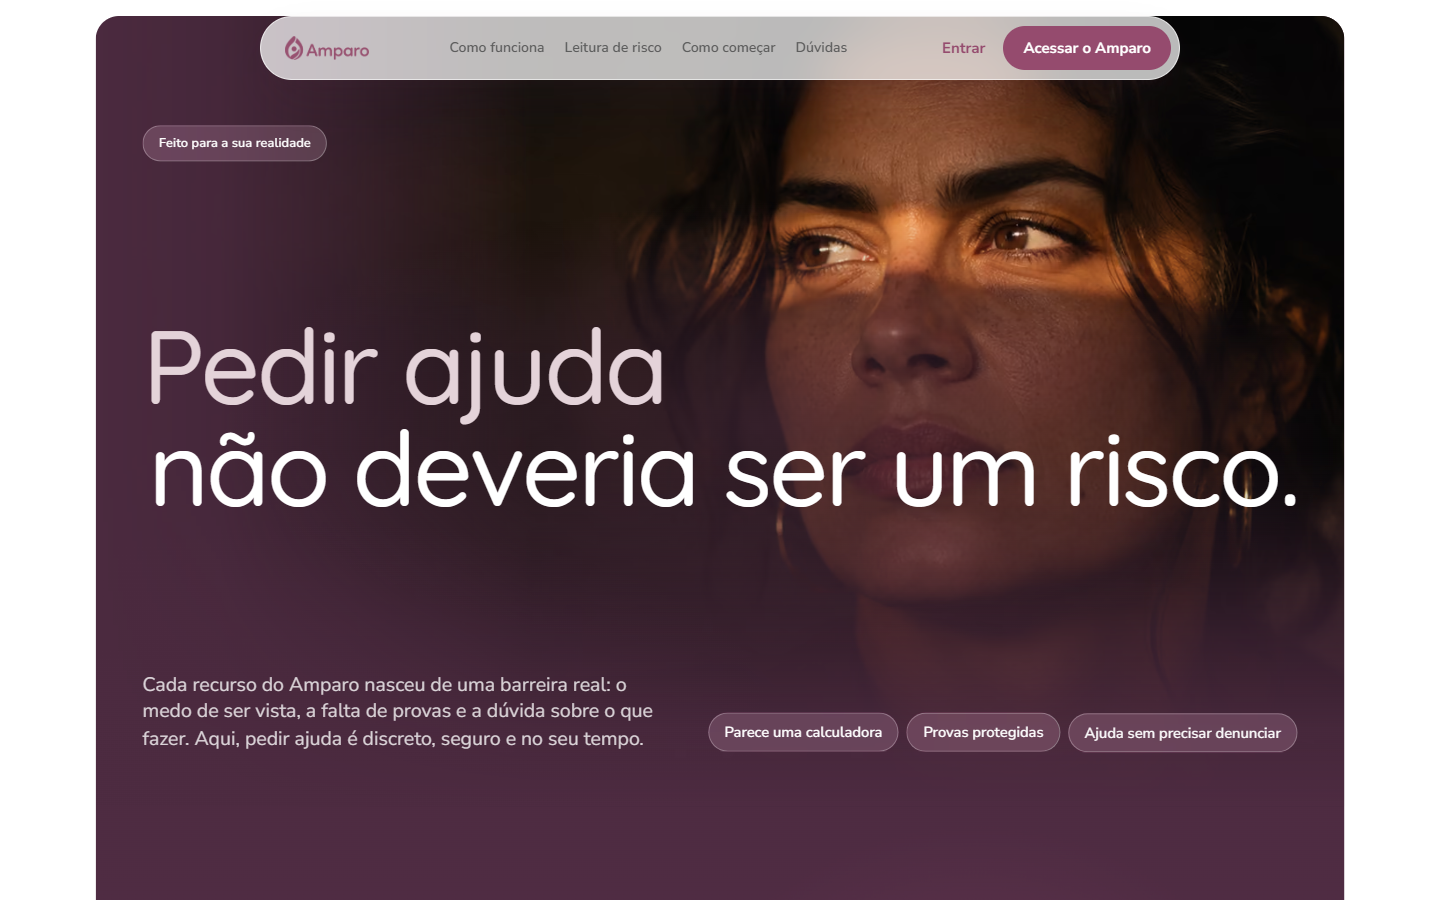 Amparo
Como funciona
Leitura de risco
Como começar
Dúvidas
Entrar
Acessar o Amparo
Feito para a sua realidade
Pedir ajuda
não deveria ser um risco.
Cada recurso do Amparo nasceu de uma barreira real: o
medo de ser vista, a falta de provas e a dúvida sobre o que
fazer. Aqui, pedir ajuda é discreto, seguro e no seu tempo.
Parece uma calculadora
Provas protegidas
Ajuda sem precisar denunciar